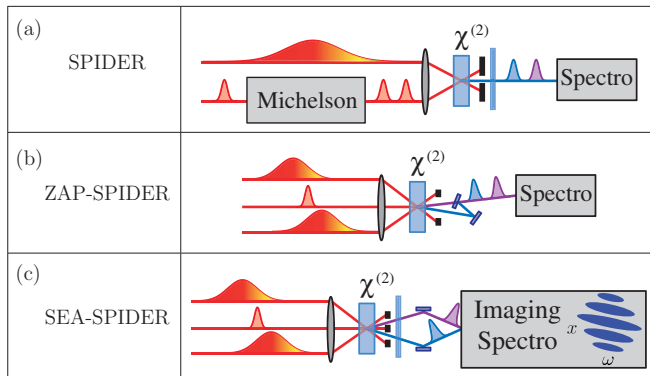 (a)
SPIDER
Michelson
χ(2)
Spectro
(b)
ZAP-SPIDER
χ(2)
Spectro
(c)
SEA-SPIDER
χ(2)
Imaging
Spectro
x
ω